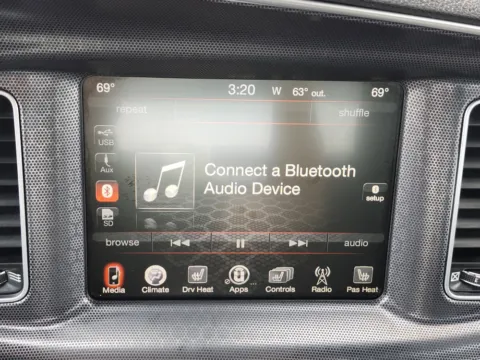 69° 3:20 W 63° out. 69°
repeat shuffle
USB
Aux
Connect a Bluetooth
Audio Device
setup
SD
browse audio
Media Climate Drv Heat Apps ... Controls Radio Pas Heat